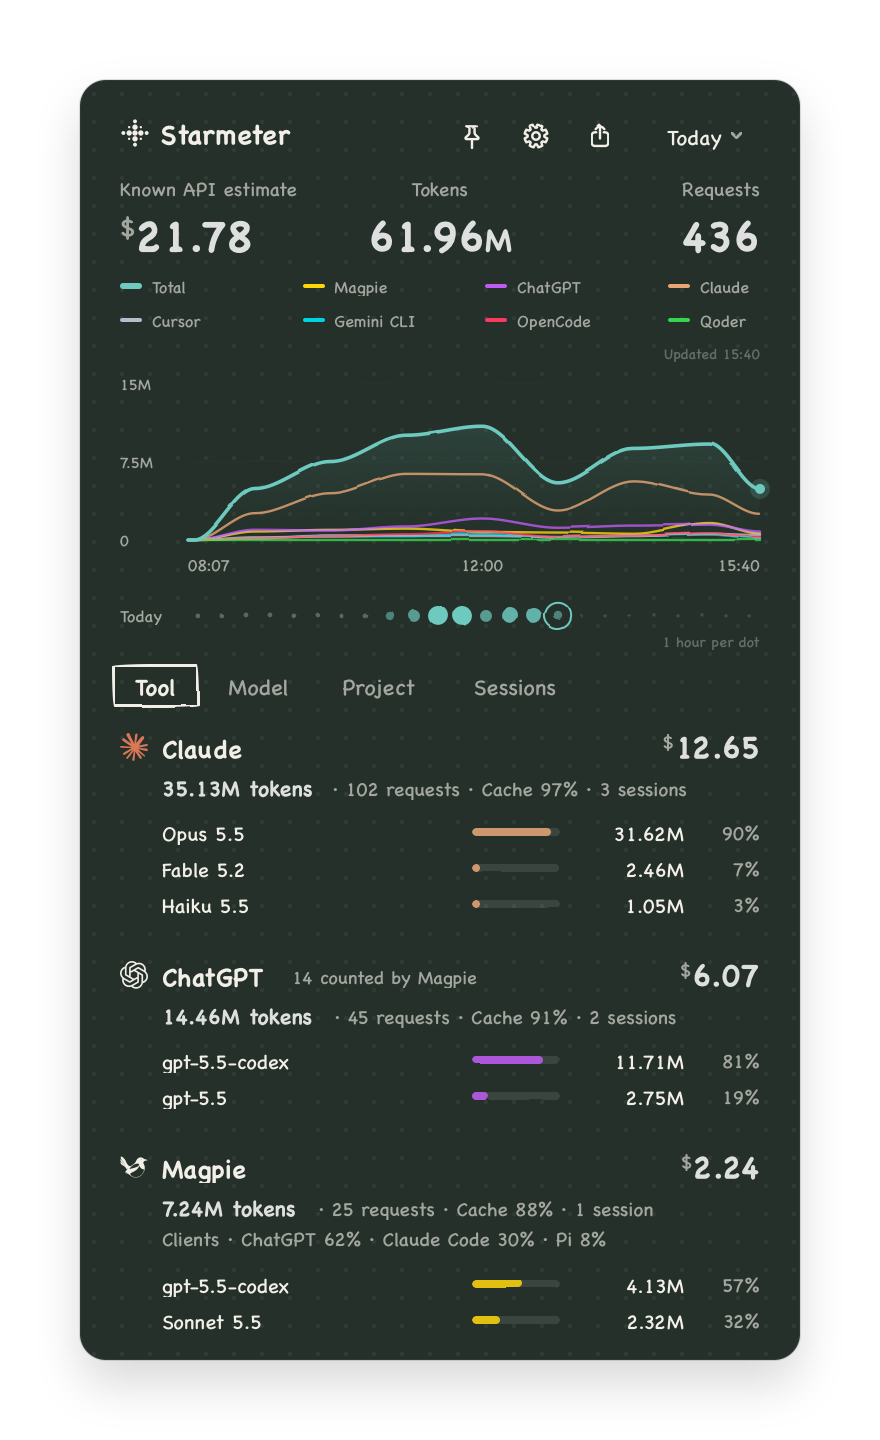 Starmeter
Today
Known API estimate Tokens Requests
$21.78 61.96M 436
Total Magpie ChatGPT Claude
Cursor Gemini CLI OpenCode Qoder
Updated 15:40
15M
7.5M
0
08:07 12:00 15:40
Today
1 hour per dot
Tool Model Project Sessions
Claude $12.65
35.13M tokens · 102 requests · Cache 97% · 3 sessions
Opus 5.5 31.62M 90%
Fable 5.2 2.46M 7%
Haiku 5.5 1.05M 3%
ChatGPT 14 counted by Magpie $6.07
14.46M tokens · 45 requests · Cache 91% · 2 sessions
gpt-5.5-codex 11.71M 81%
gpt-5.5 2.75M 19%
Magpie $2.24
7.24M tokens · 25 requests · Cache 88% · 1 session
Clients · ChatGPT 62% · Claude Code 30% · Pi 8%
gpt-5.5-codex 4.13M 57%
Sonnet 5.5 2.32M 32%